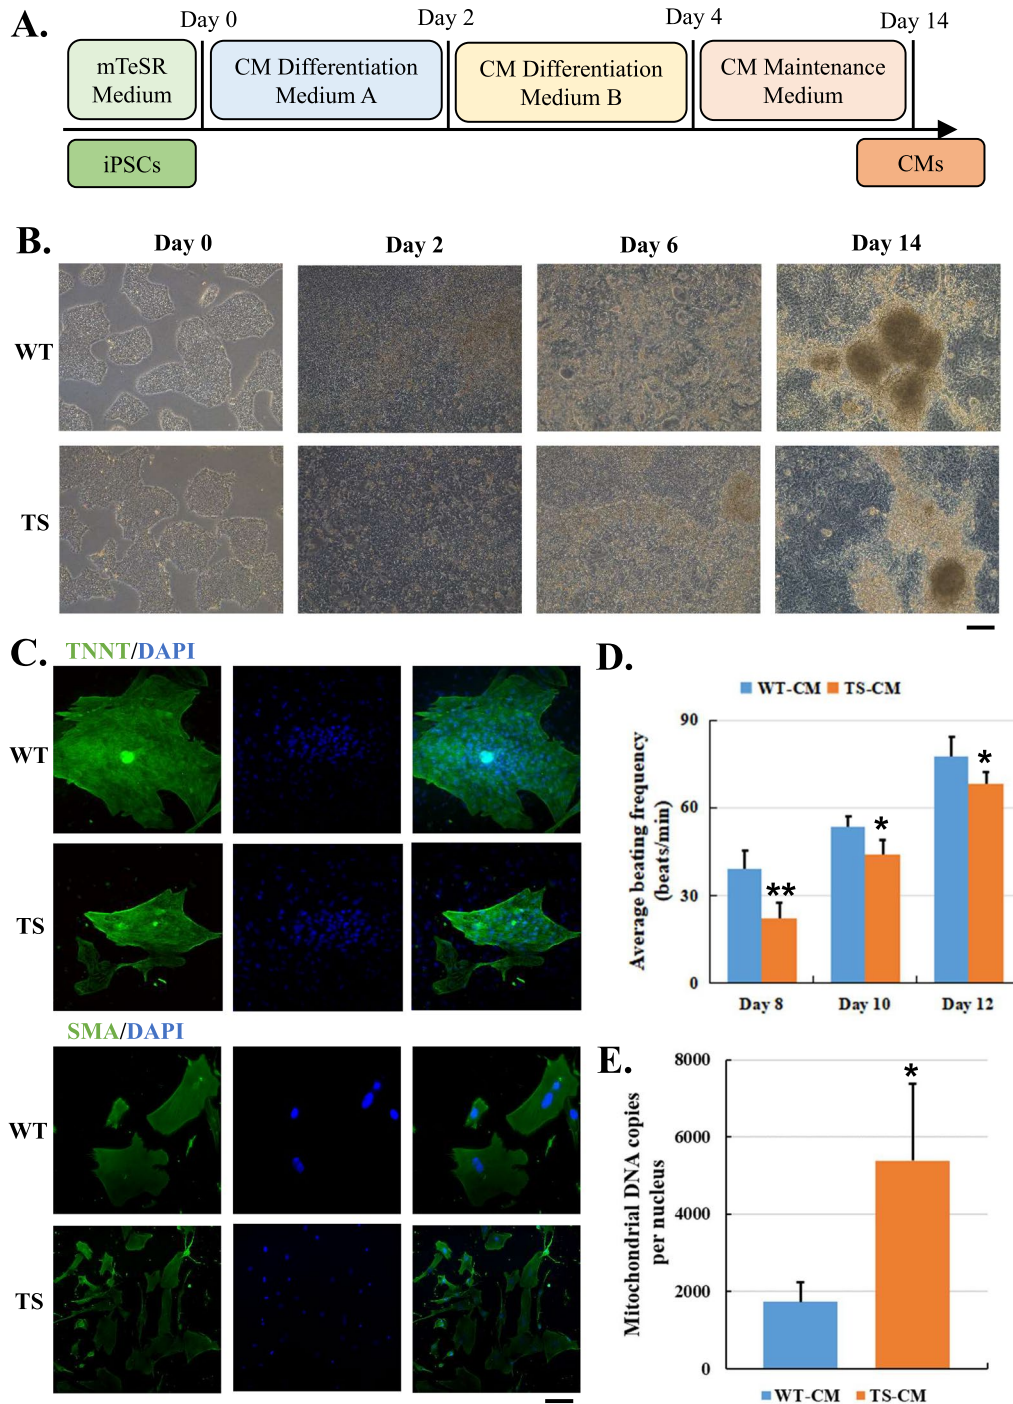 A.
Day 0
Day 2
Day 4
Day 14
mTeSR
Medium
CM Differentiation
Medium A
CM Differentiation
Medium B
CM Maintenance
Medium
iPSCs
CMs
B.
Day 0
Day 2
Day 6
Day 14
WT
TS
C.
TNNT/DAPI
WT
TS
SMA/DAPI
WT
TS
D.
WT-CM TS-CM
Average beating frequency
(beats/min)
90
60
30
0
**
*
*
Day 8
Day 10
Day 12
E.
Mitochondrial DNA copies
per nucleus
8000
6000
4000
2000
0
*
WT-CM TS-CM